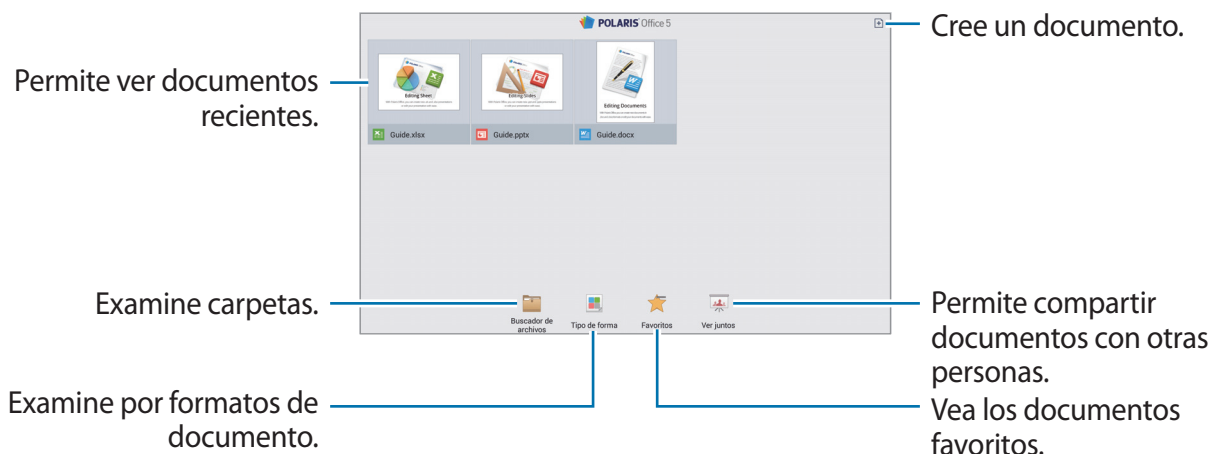 POLARIS Office 5
Cree un documento.
Permite ver documentos
recientes.
Editing Sheet
Editing Slides
Editing Documents
Guide.xlsx
Guide.pptx
Guide.docx
Examine carpetas.
Buscador de
archivos
Tipo de forma
Favoritos
Ver juntos
Permite compartir
documentos con otras
personas.
Examine por formatos de
documento.
Vea los documentos
favoritos.